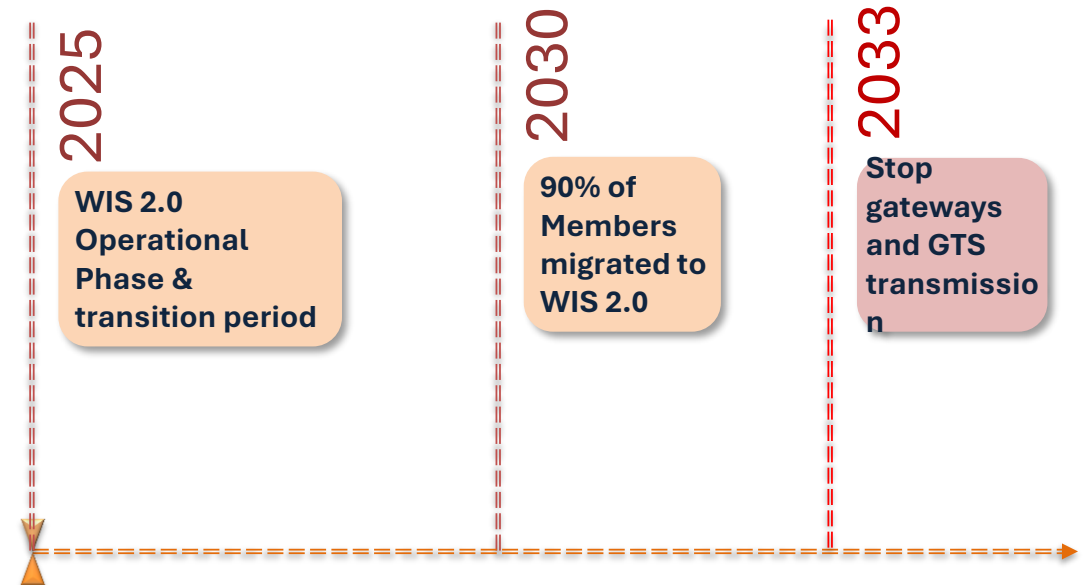 2025
WIS 2.0
Operational
Phase &
transition period
2030
90% of
Members
migrated to
WIS 2.0
2033
Stop
gateways
and GTS
transmissio
n